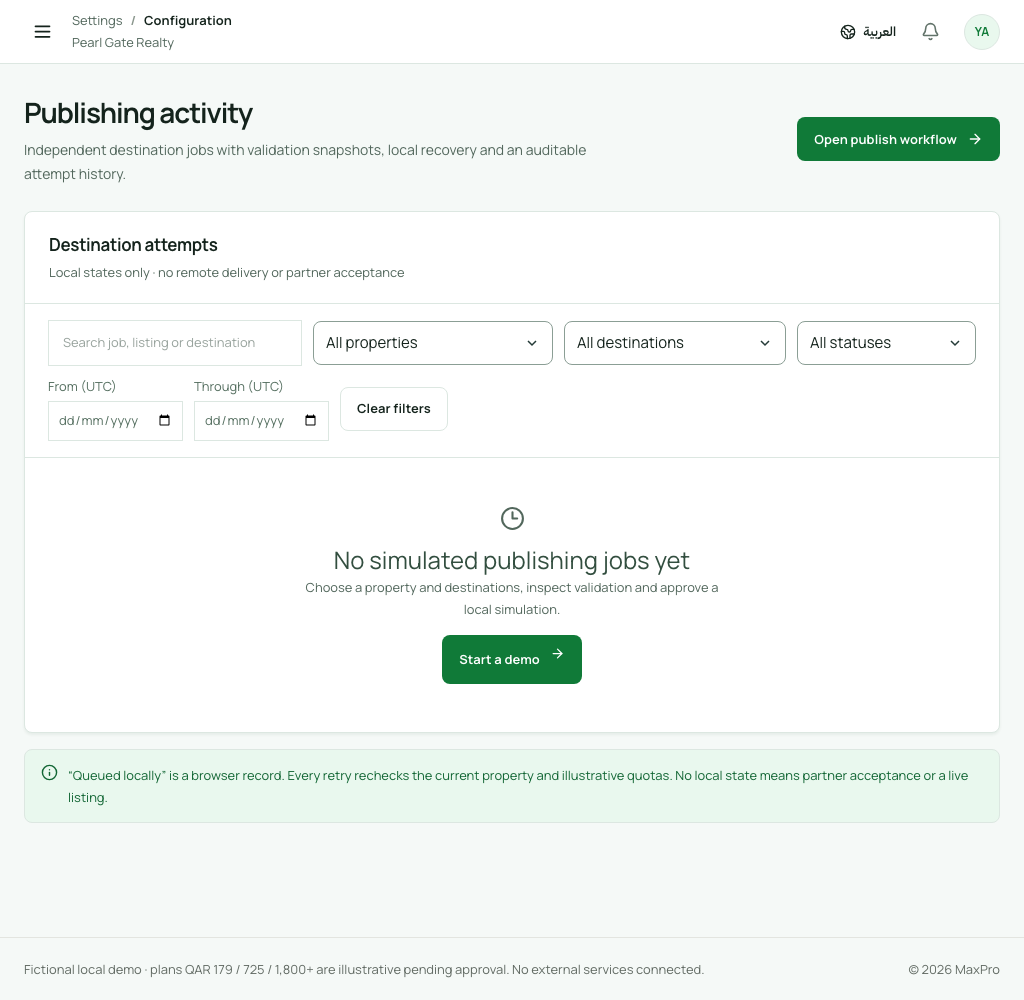 Settings / Configuration
Pearl Gate Realty
العربية
YA
Publishing activity
Independent destination jobs with validation snapshots, local recovery and an auditable
attempt history.
Open publish workflow
Destination attempts
Local states only · no remote delivery or partner acceptance
Search job, listing or destination
All properties
All destinations
All statuses
From (UTC)
Through (UTC)
dd/mm/yyyy
dd/mm/yyyy
Clear filters
No simulated publishing jobs yet
Choose a property and destinations, inspect validation and approve a
local simulation.
Start a demo
“Queued locally” is a browser record. Every retry rechecks the current property and illustrative quotas. No local state means partner acceptance or a live
listing.
Fictional local demo · plans QAR 179 / 725 / 1,800+ are illustrative pending approval. No external services connected.
© 2026 MaxPro